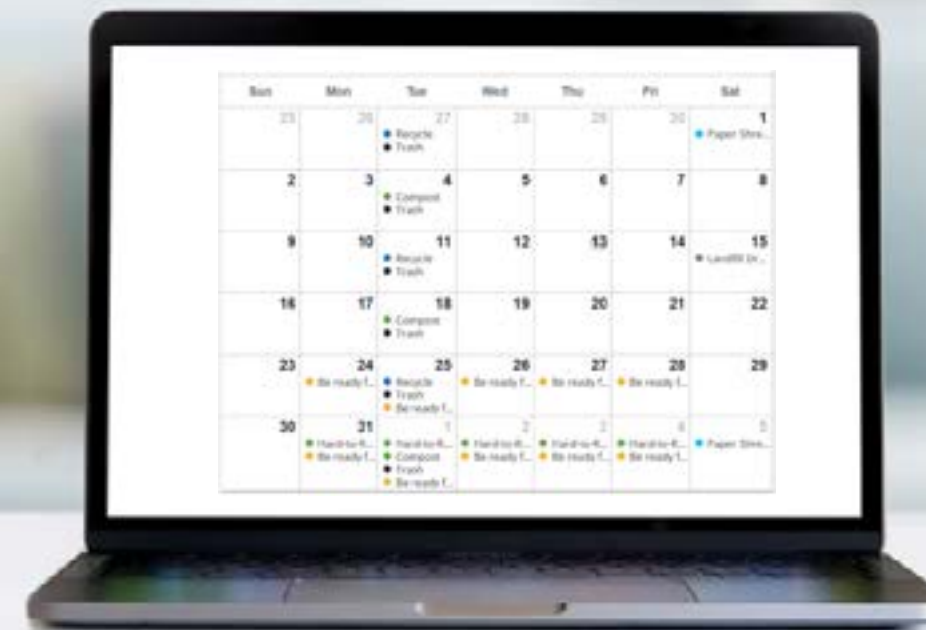 Sun Mon Tue Wed Thu Fri Sat
25 26 27 28 29 30 1
Recycle Paper Shre...
Trash
2 3 4 5 6 7 8
Compost
Trash
9 10 11 12 13 14 15
Recycle Landfill
Trash
16 17 18 19 20 21 22
Compost
Trash
23 24 25 26 27 28 29
Be ready f... Recycle Be ready f... Be ready f... Be ready f...
Trash
Be ready f...
30 31 1 2 3 4 5
Hard-to-R... Hard-to-R... Hard-to-R... Hard-to-R... Hard-to-R... Paper Shre...
Be ready f... Compost Be ready f... Be ready f... Be ready f...
Trash
Be ready f...